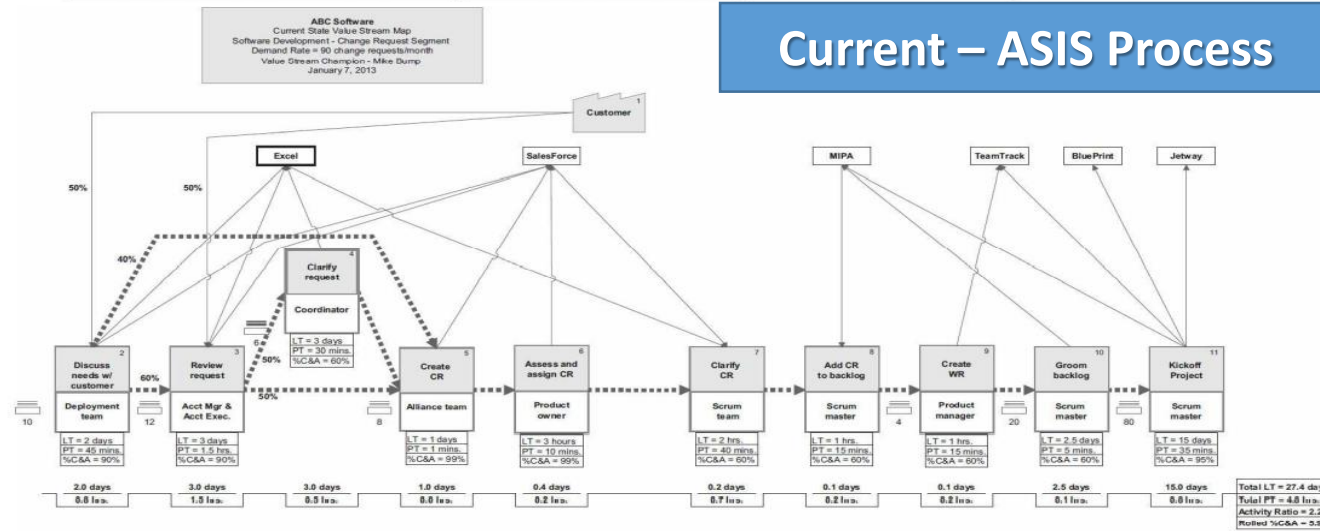 ABC Software
Current State Value Stream Map
Software Development - Change Request Segment
Demand Rate = 90 change requests/month
Value Stream Champion - Mike Bump
January 7, 2013
Current – ASIS Process
1
Customer
Excel
SalesForce
MIPA
TeamTrack
BluePrint
Jetway
50%
50%
40%
4
Clarify
request
Coordinator
LT = 3 days
PT = 30 mins.
%C&A = 60%
6
50%
60%
50%
10
2
Discuss
needs w/
customer
Deployment
team
LT = 2 days
PT = 45 mins.
%C&A = 90%
12
3
Review
request
Acct Mgr &
Acct Exec.
LT = 3 days
PT = 1.5 hrs.
%C&A = 90%
8
5
Create
CR
Alliance team
LT = 1 days
PT = 1 mins.
%C&A = 99%
6
Assess and
assign CR
Product
owner
LT = 3 hours
PT = 10 mins.
%C&A = 99%
7
Clarify
CR
Scrum
team
LT = 2 hrs.
PT = 40 mins.
%C&A = 60%
8
Add CR
to backlog
Scrum
master
LT = 1 hrs.
PT = 15 mins.
%C&A = 60%
4
9
Create
WR
Product
manager
LT = 1 hrs.
PT = 15 mins.
%C&A = 60%
20
10
Groom
backlog
Scrum
master
LT = 2.5 days
PT = 5 mins.
%C&A = 60%
80
11
Kickoff
Project
Scrum
master
LT = 15 days
PT = 35 mins.
%C&A = 95%
2.0 days
3.0 days
3.0 days
1.0 days
0.4 days
0.2 days
0.1 days
0.1 days
2.5 days
15.0 days
Total LT = 27.4 day
Total PT = 4.8
Activity Ratio = 2.2
Rolled %C&A = 5.9